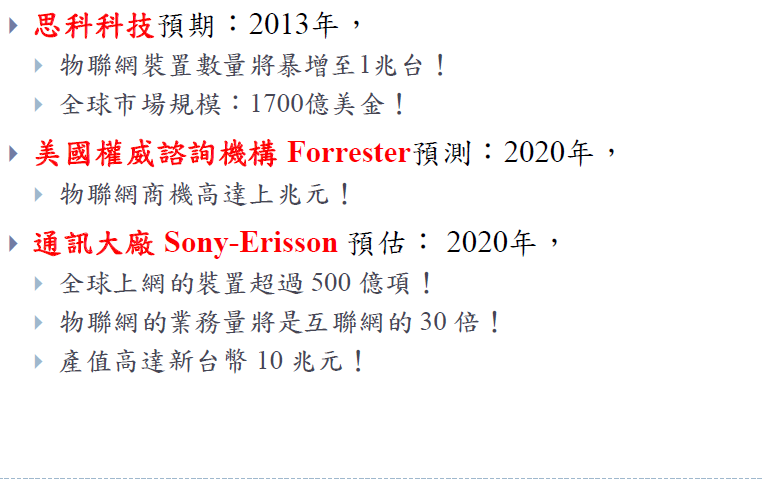 思科科技預期：2013年，
物聯網裝置數量將暴增至1兆台！
全球市場規模：1700億美金！
美國權威諮詢機構 Forrester預測：2020年，
物聯網商機高達上兆元！
通訊大廠 Sony-Erisson 預估： 2020年，
全球上網的裝置超過 500 億項！
物聯網的業務量將是互聯網的 30 倍！
產值高達新台幣 10 兆元！